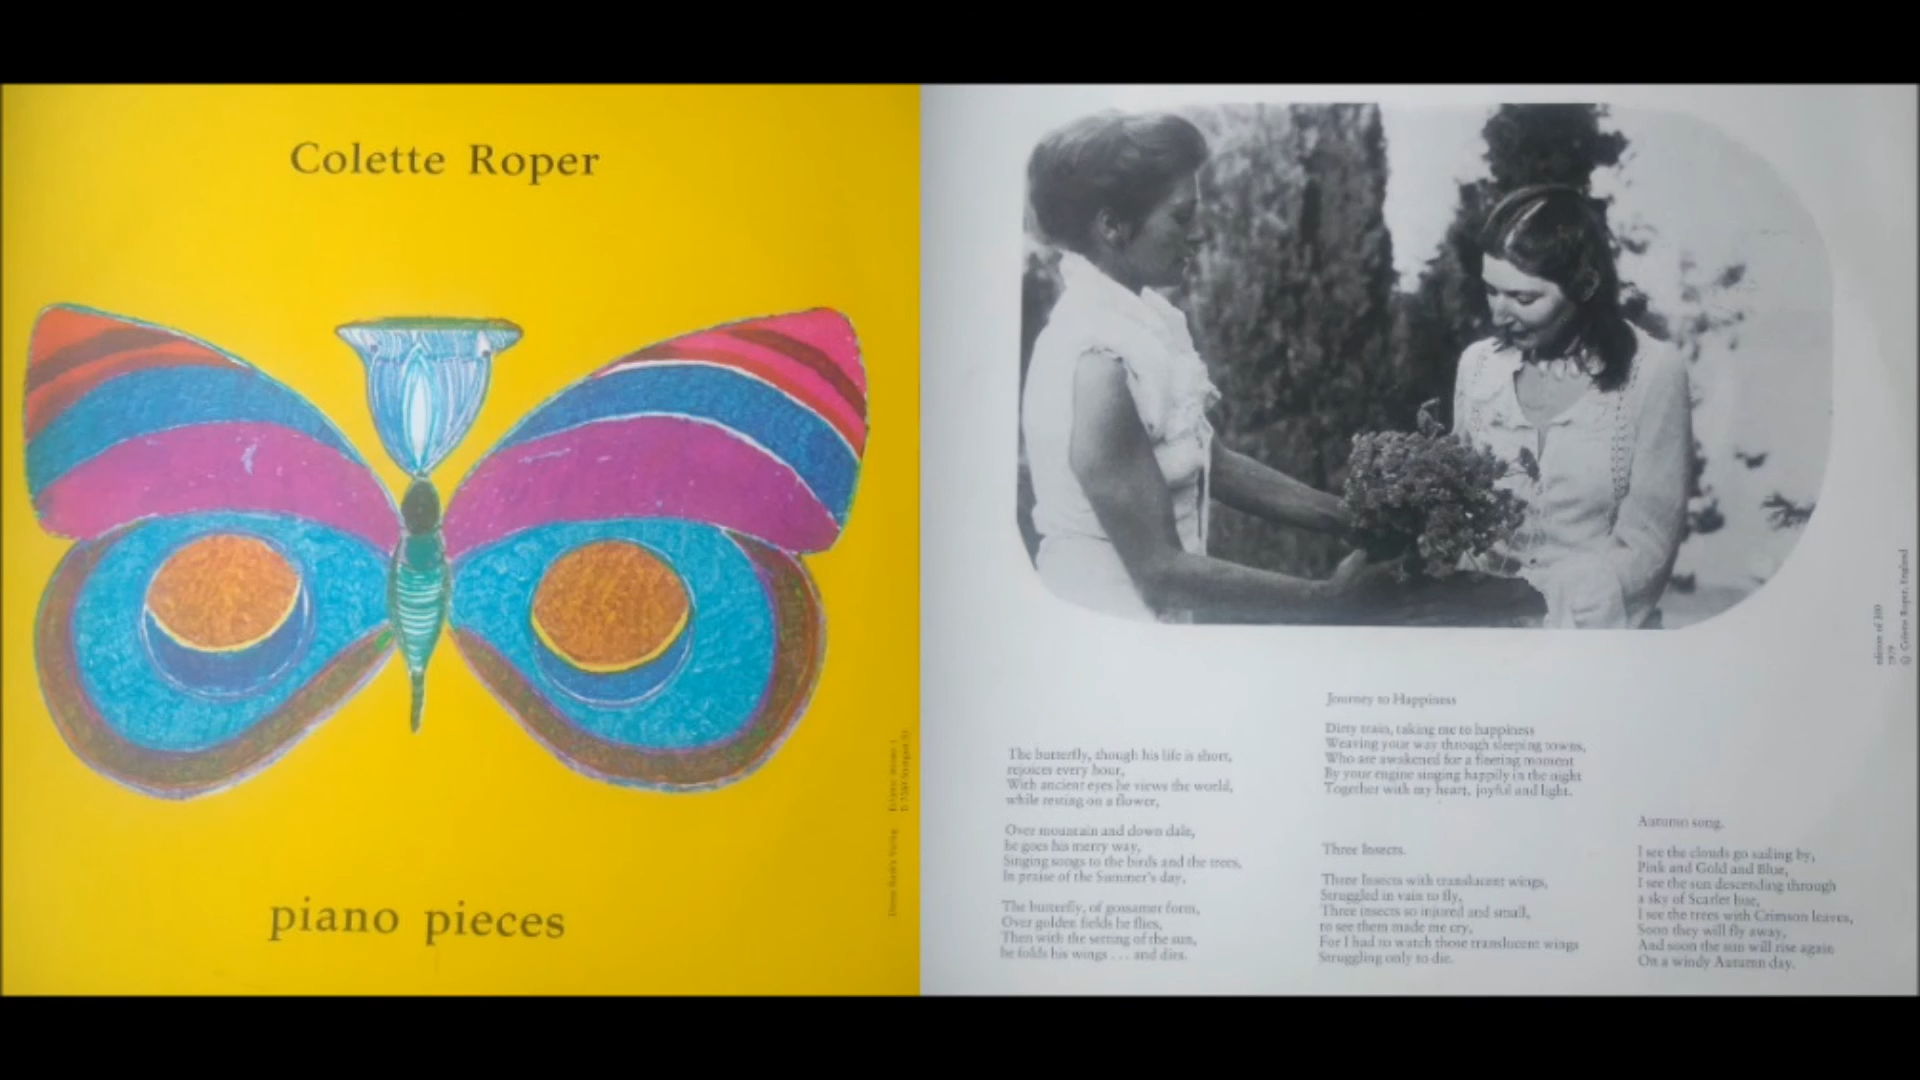 Colette Roper
piano pieces
The butterfly, though his life is short,
rejoices every hour,
With ancient eyes he views the world,
while resting on a flower,
Over mountain and down dale,
he goes his merry way,
Singing songs to the birds and the trees,
In praise of the Summer's day,
The butterfly, of gossamer form,
Over golden fields he flies,
Then with the setting of the sun,
he folds his wings . . . and dies.
Journey to Happiness
Dirty train, taking me to happiness
Weaving your way through sleeping towns,
Who are awakened for a fleeting moment
By your engine singing happily in the night
Together with my heart, joyful and light.
Three Insects.
Three Insects with translucent wings,
Struggled in vain to fly,
Three insects so injured and small,
to see them made me cry,
For I had to watch those translucent wings
Struggling only to die.
Autumn song.
I see the clouds go sailing by,
Pink and Gold and Blue,
I see the sun descending through
a sky of Scarlet hue,
I see the trees with Crimson leaves,
Soon they will fly away,
And soon the sun will rise again
On a windy Autumn day.
edition of
1979
© Colette Roper, England